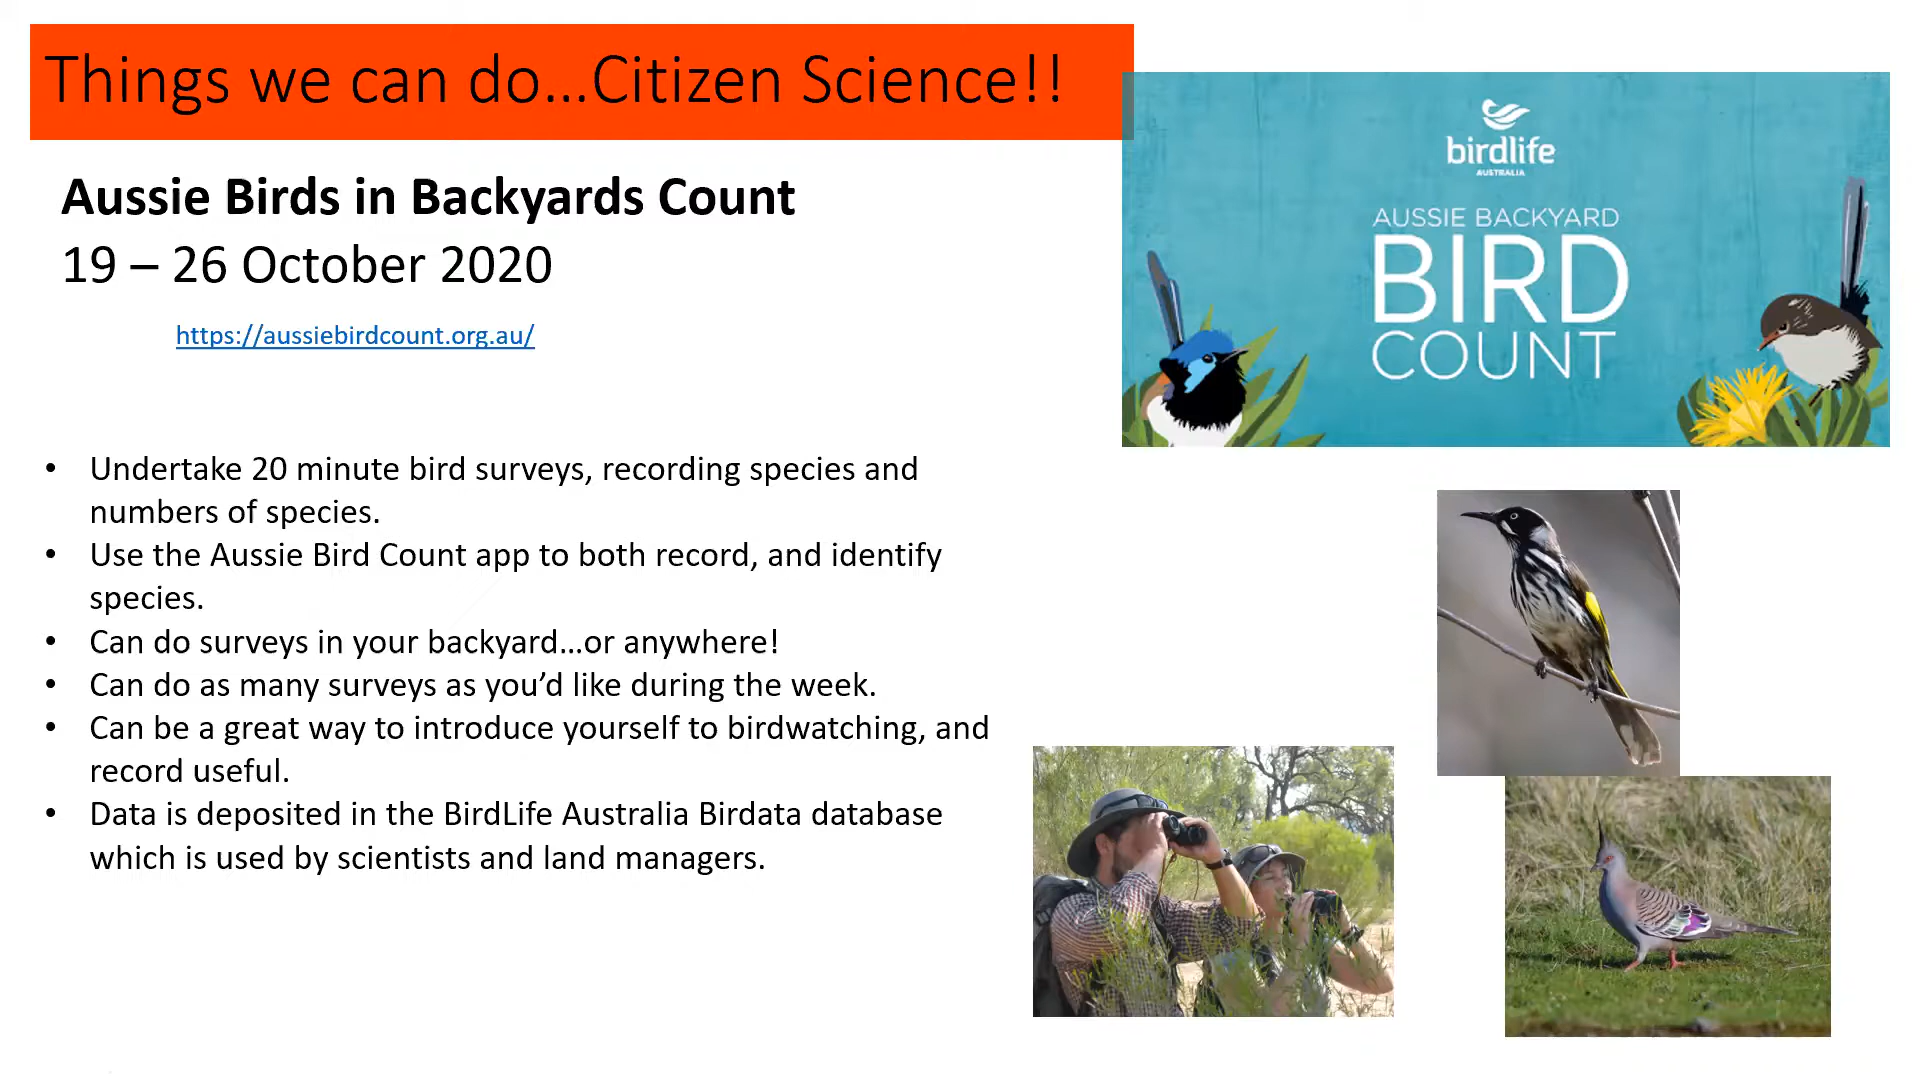 Things we can do...Citizen Science!!
Aussie Birds in Backyards Count
19 – 26 October 2020
https://aussiebirdcount.org.au/
birdlife
AUSTRALIA
AUSSIE BACKYARD
BIRD
COUNT
• Undertake 20 minute bird surveys, recording species and
numbers of species.
• Use the Aussie Bird Count app to both record, and identify
species.
• Can do surveys in your backyard...or anywhere!
• Can do as many surveys as you’d like during the week.
• Can be a great way to introduce yourself to birdwatching, and
record useful.
• Data is deposited in the BirdLife Australia Birdata database
which is used by scientists and land managers.